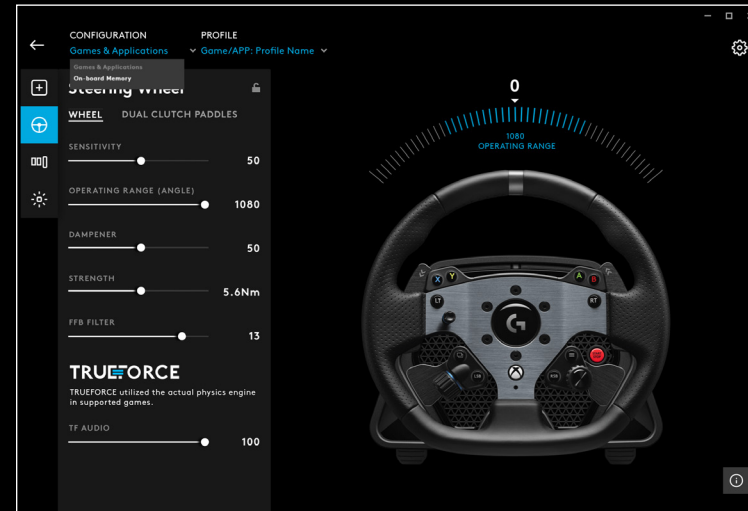 CONFIGURATION
PROFILE
Games & Applications
Game/APP: Profile Name
Games & Applications
On-board Memory
Steering Wheel
WHEEL
DUAL CLUTCH PADDLES
SENSITIVITY
50
OPERATING RANGE (ANGLE)
1080
DAMPENER
50
STRENGTH
5.6Nm
FFB FILTER
13
TRUEFORCE
TRUEFORCE utilized the actual physics engine
in supported games.
TF AUDIO
100
0
1080
OPERATING RANGE
X
Y
A
B
LT
RT
G
LSB
RSB